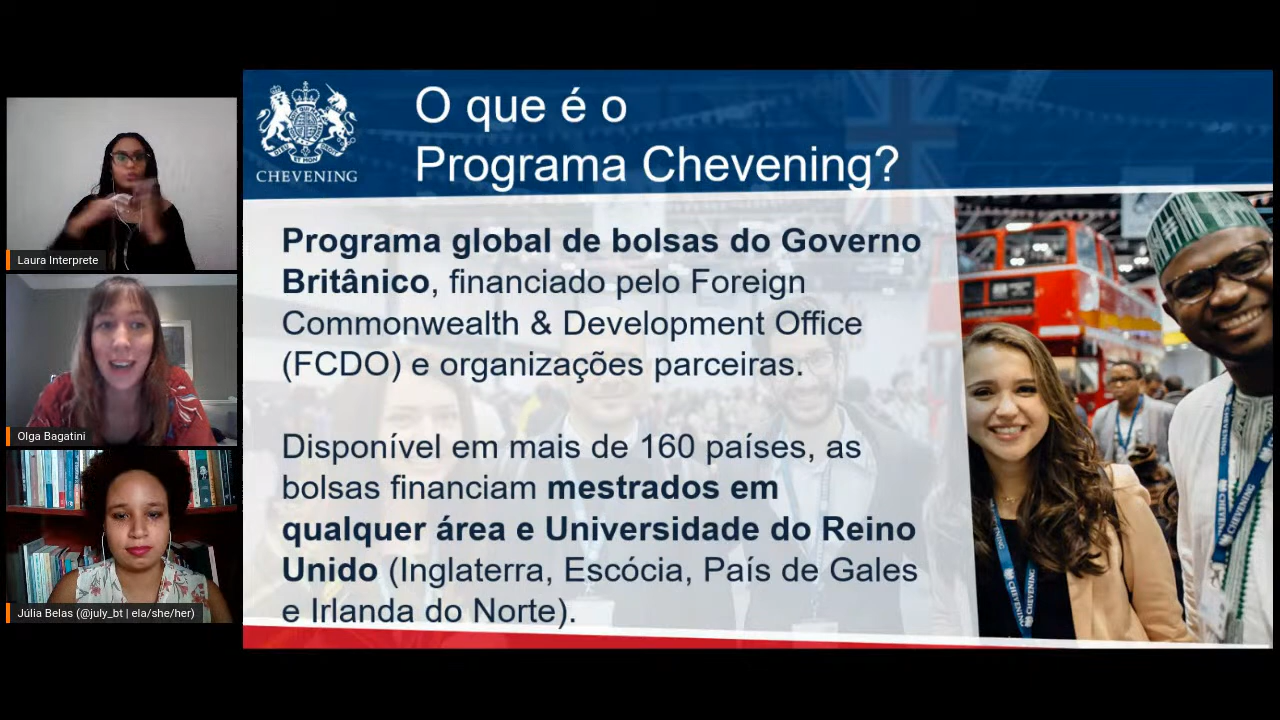 O que é o
Programa Chevening?
CHEVENING
Programa global de bolsas do Governo
Britânico, financiado pelo Foreign
Commonwealth & Development Office
(FCDO) e organizações parceiras.
Disponível em mais de 160 países, as
bolsas financiam mestrados em
qualquer área e Universidade do Reino
Unido (Inglaterra, Escócia, País de Gales
e Irlanda do Norte).
Laura Interprete
Olga Bagatini
Júlia Belas (@july_bt | ela/she/her)
CHEVENING
CHEVENING